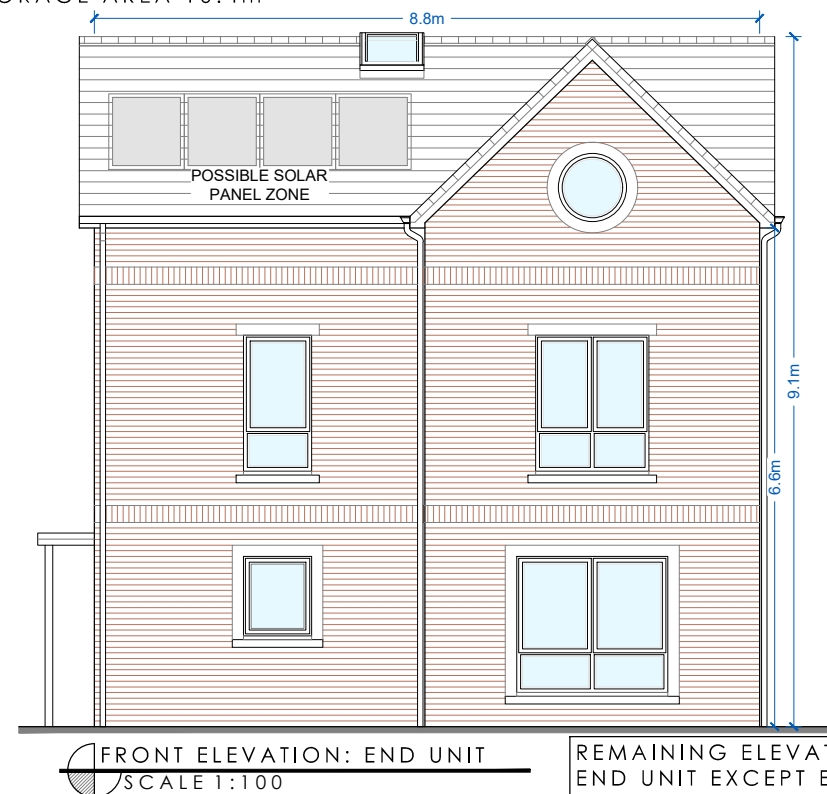 8.8m
POSSIBLE SOLAR
PANEL ZONE
9.1m
6.6m
FRONT ELEVATION: END UNIT
SCALE 1:100
REMAINING ELEVAT
END UNIT EXCEPT B